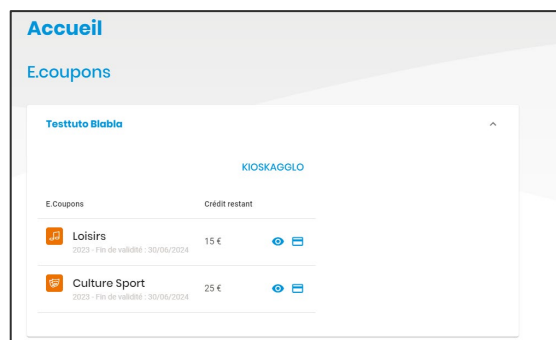 Accueil
E.coupons
Testtuto Blabla
KIOSKAGGLO
E.Coupons Crédit restant
Loisirs
2023 - Fin de validité : 30/06/2024
15 €
Culture Sport
2023 - Fin de validité : 30/06/2024
25 €